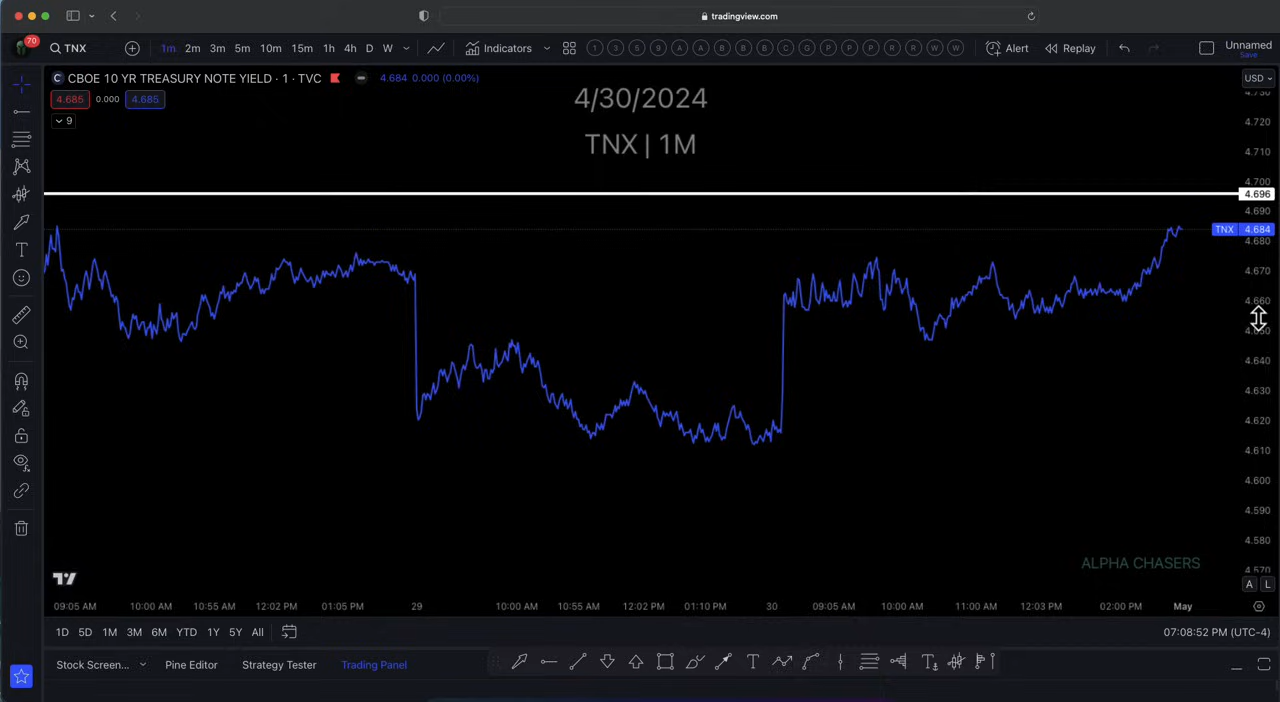 tradingview.com
70
TNX
1m 2m 3m 5m 10m 15m 1h 4h D W
Indicators
1 3 5 9 A A B B B C G P P P R R W W
Alert
Replay
Unnamed
Save
C CBOE 10 YR TREASURY NOTE YIELD · 1 · TVC
4.684 0.000 (0.00%)
USD
4.685 0.000 4.685
9
4/30/2024
TNX | 1M
4.730
4.720
4.710
4.700
4.696
4.690
TNX 4.684
4.680
4.670
4.660
4.650
4.640
4.630
4.620
4.610
4.600
4.590
4.580
4.570
ALPHA CHASERS
A L
09:05 AM 10:00 AM 10:55 AM 12:02 PM 01:05 PM 29 10:00 AM 10:55 AM 12:02 PM 01:10 PM 30 09:05 AM 10:00 AM 11:00 AM 12:03 PM 02:00 PM May
1D 5D 1M 3M 6M YTD 1Y 5Y All
07:08:52 PM (UTC-4)
Stock Screen... Pine Editor Strategy Tester Trading Panel